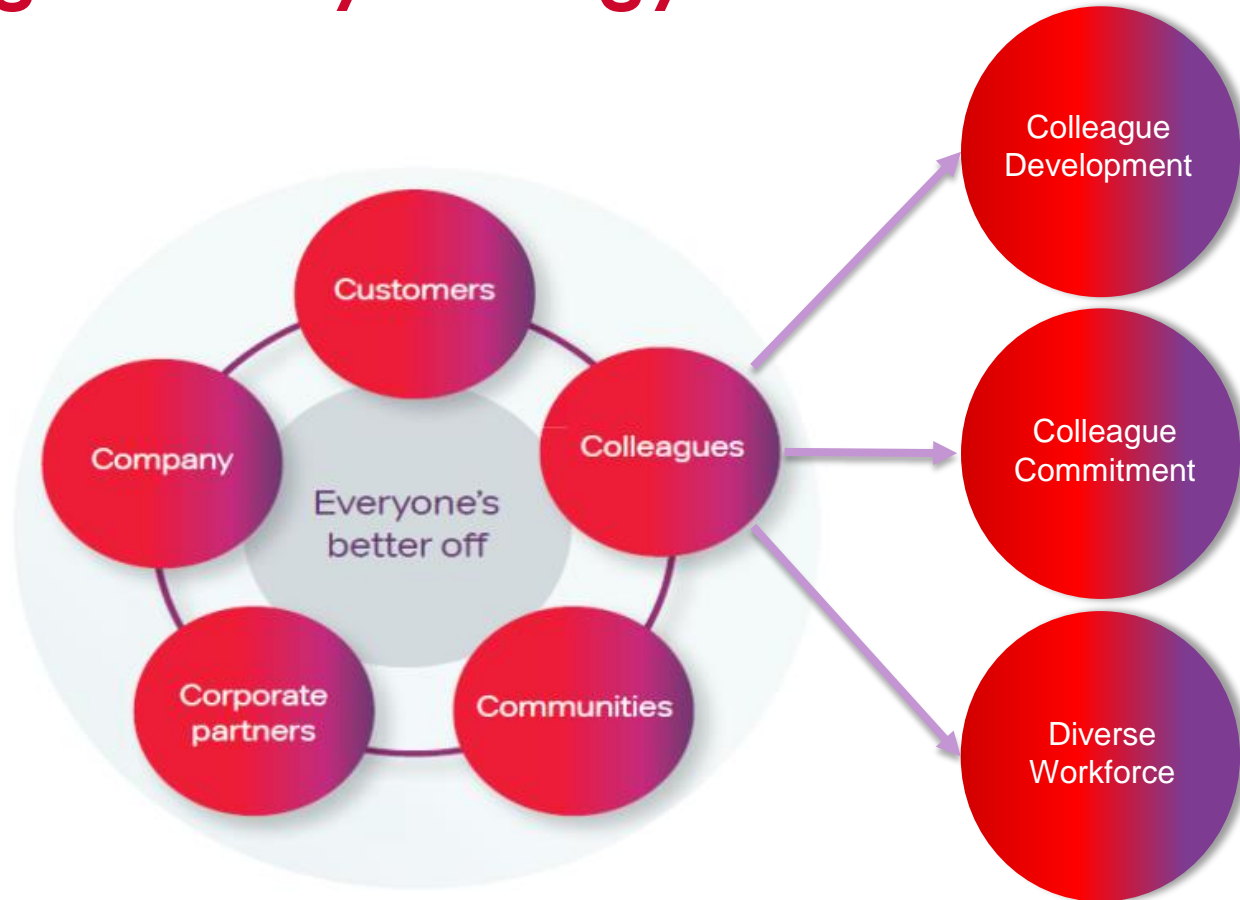 Customers
Company
Colleagues
Everyone's
better off
Corporate
partners
Communities
Colleague
Development
Colleague
Commitment
Diverse
Workforce